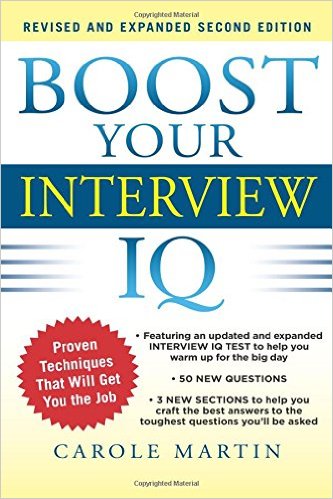 REVISED AND EXPANDED SECOND EDITION
BOOST
YOUR
INTERVIEW
IQ
Proven
Techniques
That Will Get
You the Job
• Featuring an updated and expanded
INTERVIEW IQ TEST to help you
warm up for the big day
• 50 NEW QUESTIONS
• 3 NEW SECTIONS to help you
craft the best answers to the
toughest questions you'll be asked
CAROLE MARTIN